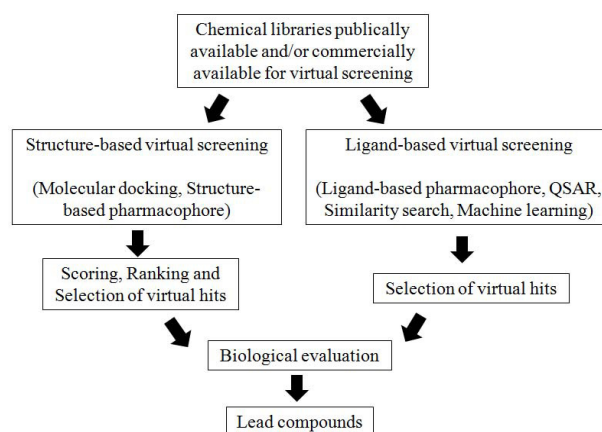 Chemical libraries publically
available and/or commercially
available for virtual screening
Structure-based virtual screening
(Molecular docking, Structure-
based pharmacophore)
Ligand-based virtual screening
(Ligand-based pharmacophore, QSAR,
Similarity search, Machine learning)
Scoring, Ranking and
Selection of virtual hits
Selection of virtual hits
Biological evaluation
Lead compounds